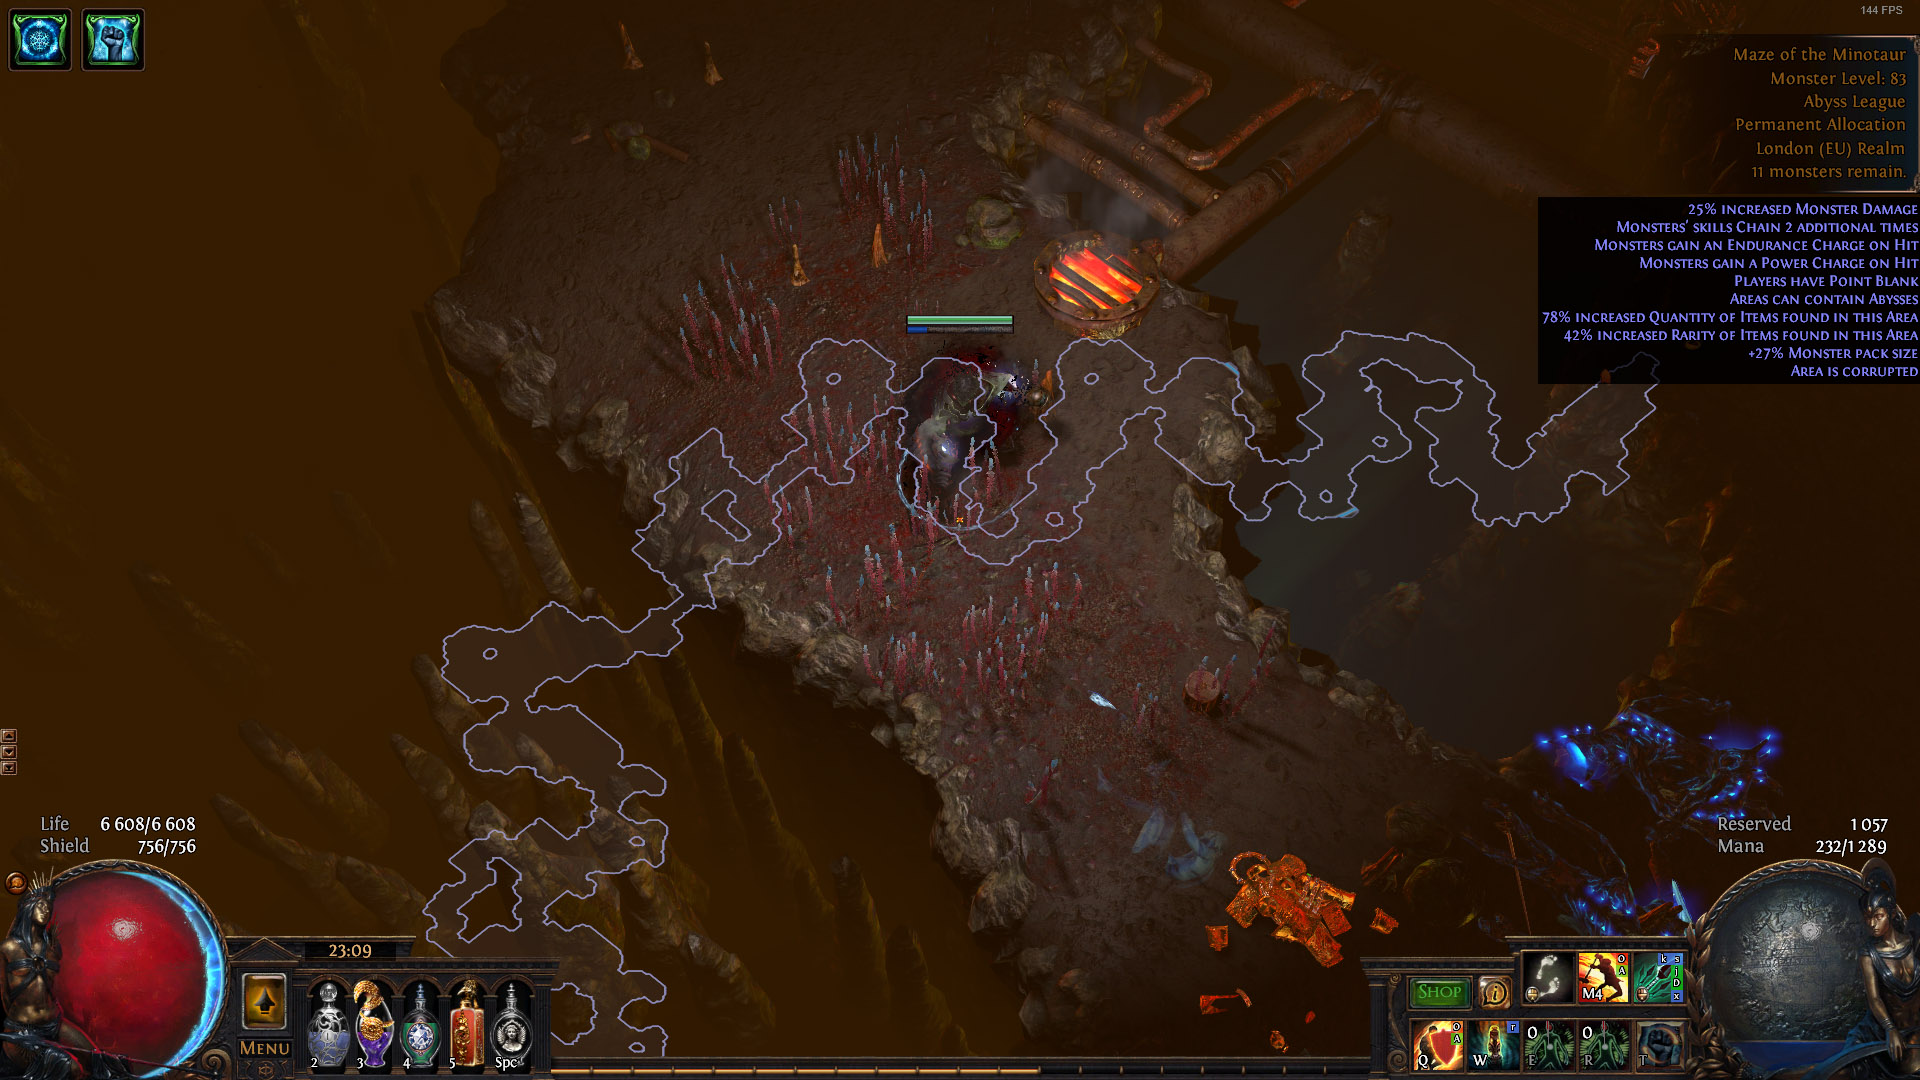 144 FPS
Maze of the Minotaur
Monster Level: 83
Abyss League
Permanent Allocation
London (EU) Realm
11 monsters remain.
25% increased Monster Damage
Monsters' skills Chain 2 additional times
Monsters gain an Endurance Charge on Hit
Monsters gain a Power Charge on Hit
Players have Point Blank
Areas can contain Abysses
78% increased Quantity of Items found in this Area
42% increased Rarity of Items found in this Area
+27% Monster pack size
Area is corrupted
Life 6 608/6 608
Shield 756/756
Reserved 1 057
Mana 232/1 289
23:09
Menu
2 3 4 5 Spc
Shop
M4
O
A
k s
j
D
x
Q
O
A
W
r
O
E
O
R
T